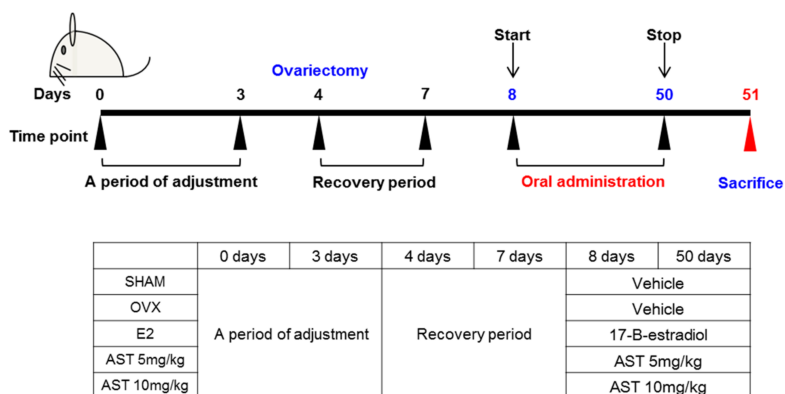 Start Stop
Ovariectomy
Days 0 3 4 7 8 50 51
Time point
A period of adjustment Recovery period Oral administration Sacrifice
0 days 3 days 4 days 7 days 8 days 50 days
SHAM Vehicle
OVX Vehicle
E2 A period of adjustment Recovery period 17-B-estradiol
AST 5mg/kg AST 5mg/kg
AST 10mg/kg AST 10mg/kg